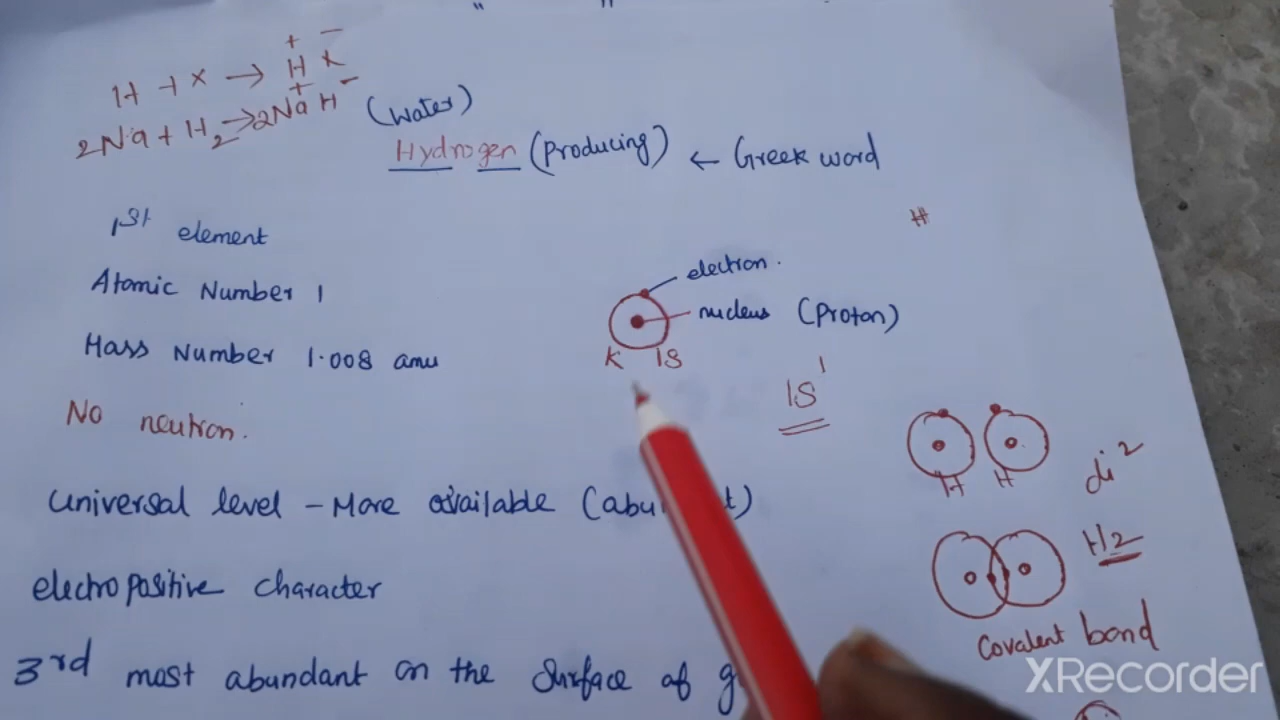 H + X → H⁺ X⁻
2Na + H₂ → 2Na⁺ H⁻
(Water)
Hydrogen (Producing) ← Greek word
1st element
H
Atomic Number 1
electron.
nucleus (Proton)
Mass Number 1.008 amu
K 1S
1S¹
No neutron.
H H
di 2
Universal level – More available
H2
electropositive character
Covalent bond
3rd most abundant on the Surface of
XRecorder